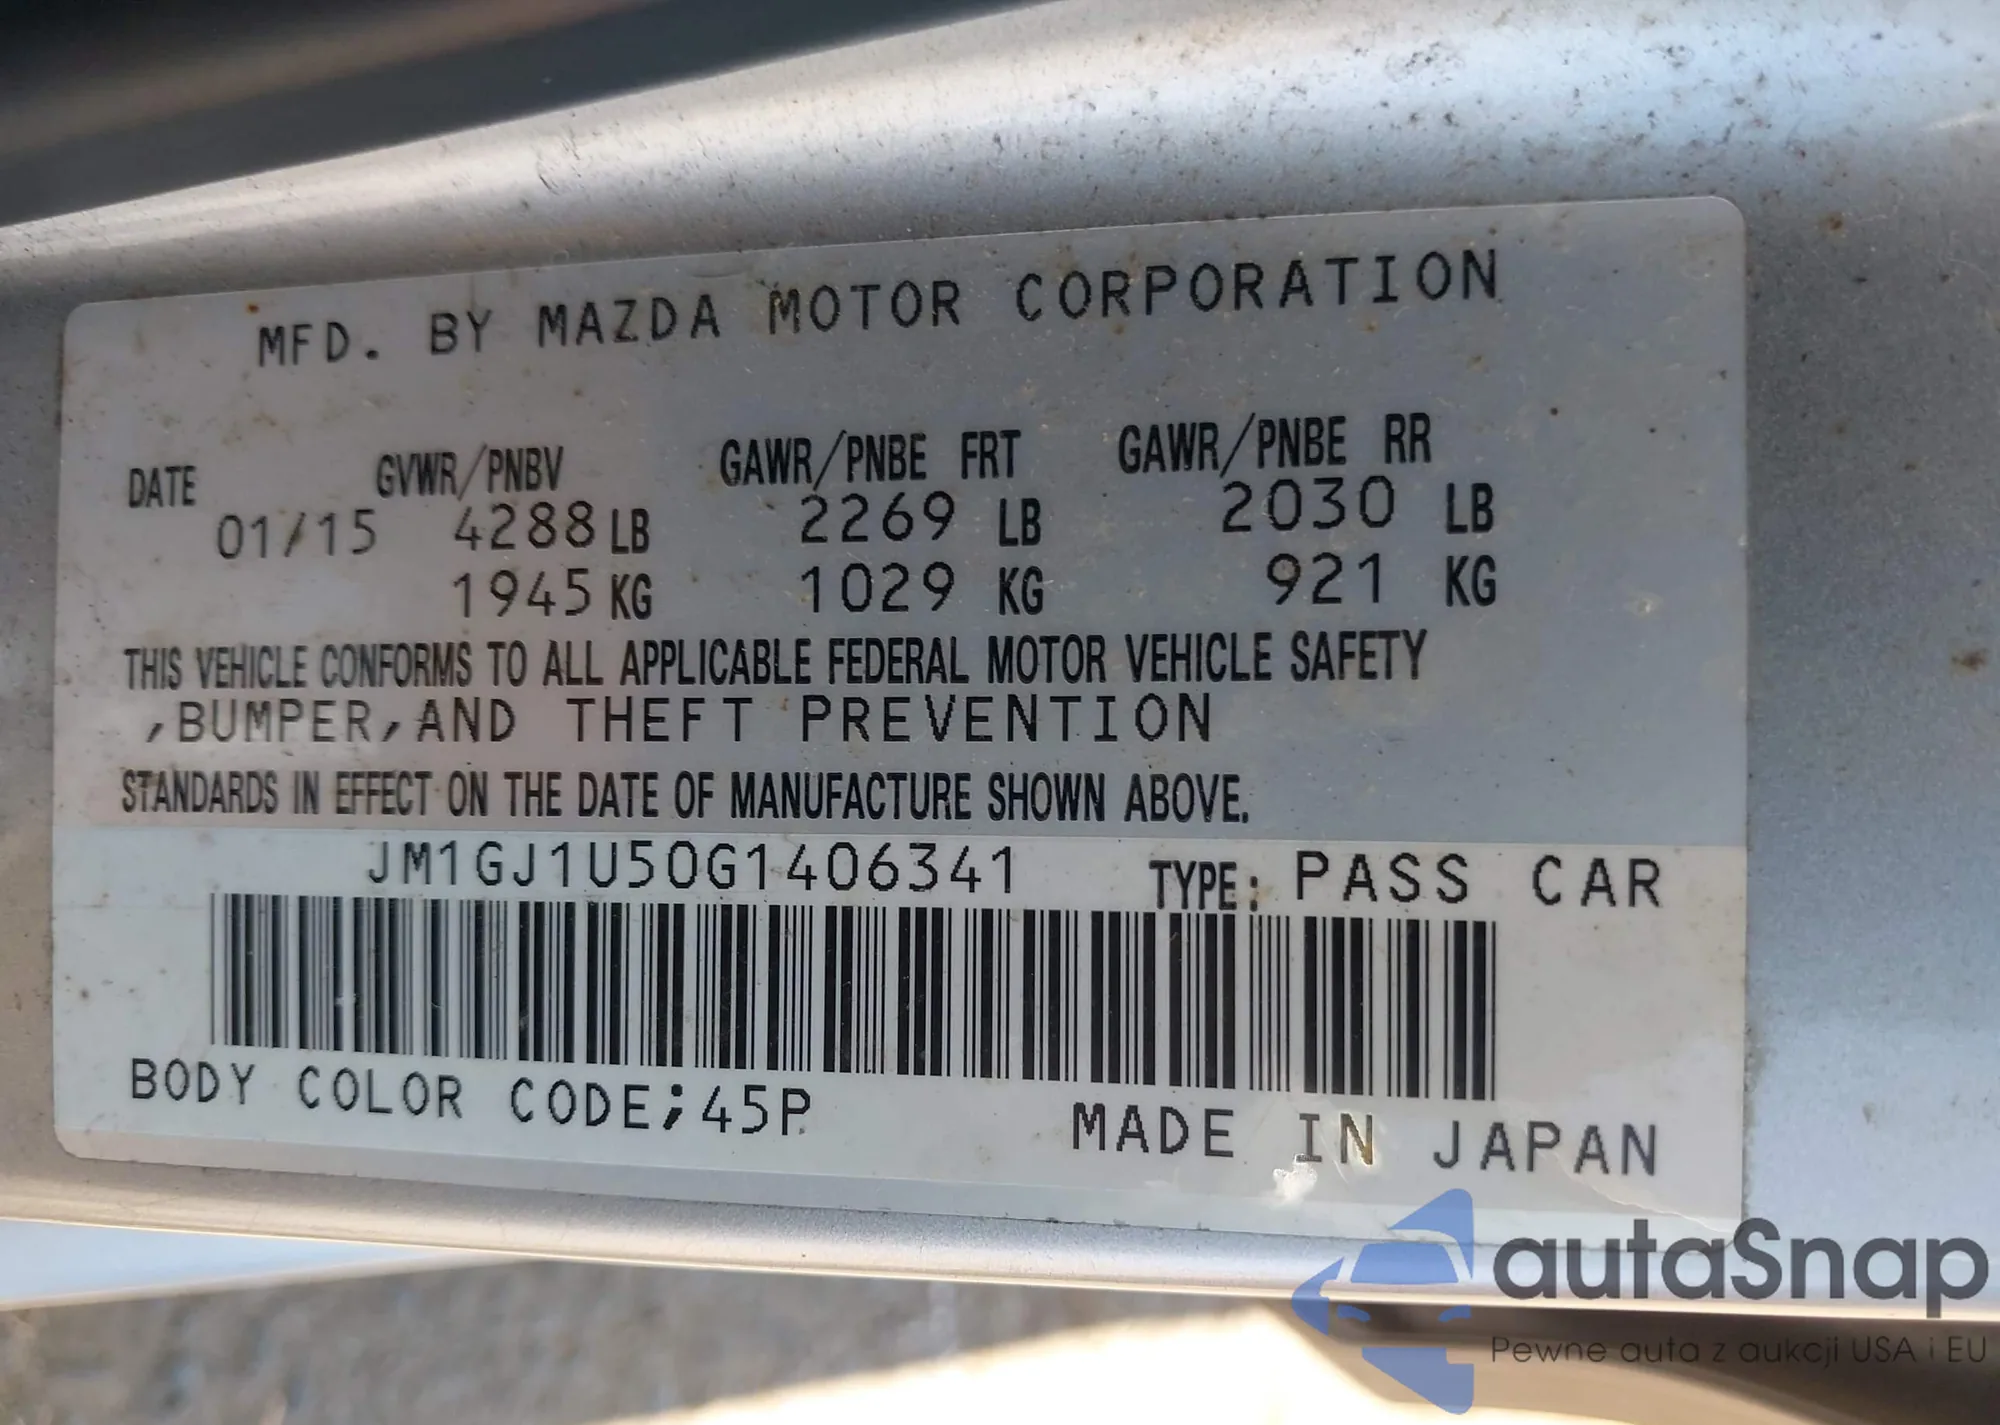 MFD. BY MAZDA MOTOR CORPORATION
DATE GVWR/PNBV GAWR/PNBE FRT GAWR/PNBE RR
01/15 4288 LB 2269 LB 2030 LB
1945 KG 1029 KG 921 KG
THIS VEHICLE CONFORMS TO ALL APPLICABLE FEDERAL MOTOR VEHICLE SAFETY
,BUMPER,AND THEFT PREVENTION
STANDARDS IN EFFECT ON THE DATE OF MANUFACTURE SHOWN ABOVE.
JM1GJ1U50G1406341 TYPE: PASS CAR
BODY COLOR CODE;45P
MADE IN JAPAN
autaSnap
Pewne auta z aukcji USA i EU